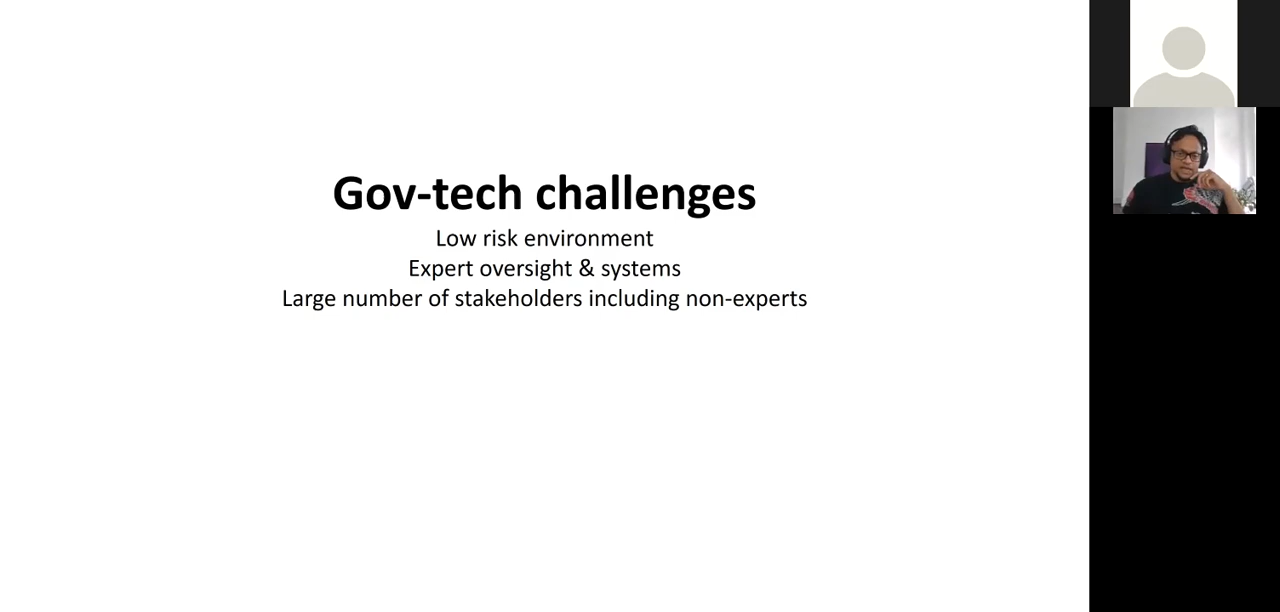 Gov-tech challenges
Low risk environment
Expert oversight & systems
Large number of stakeholders including non-experts